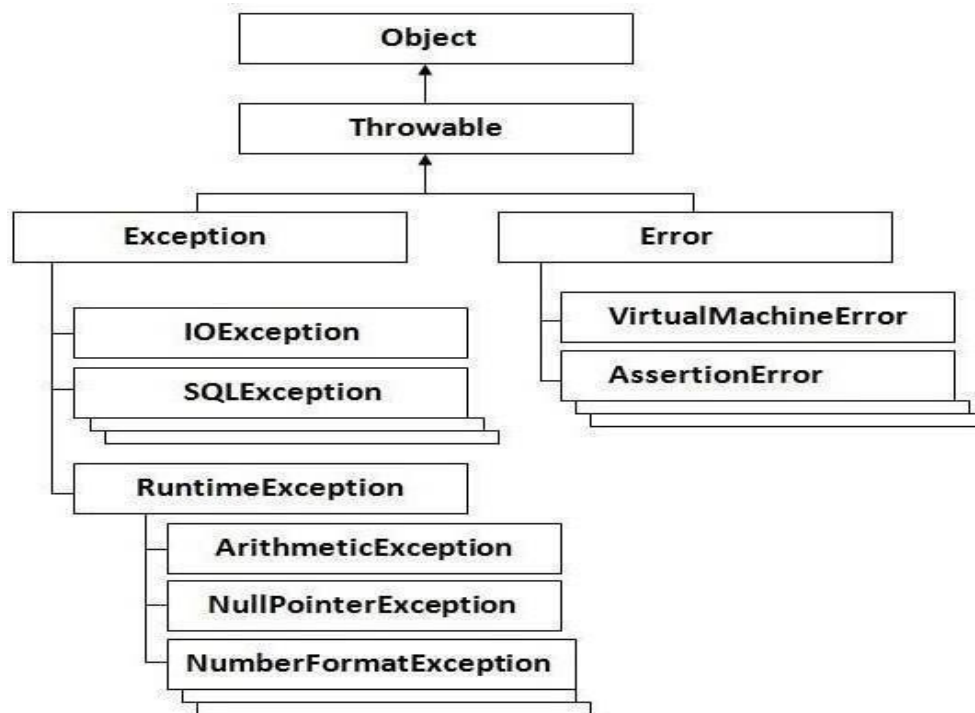 Object
Throwable
Exception
Error
IOException
SQLException
RuntimeException
ArithmeticException
NullPointerException
NumberFormatException
VirtualMachineError
AssertionError